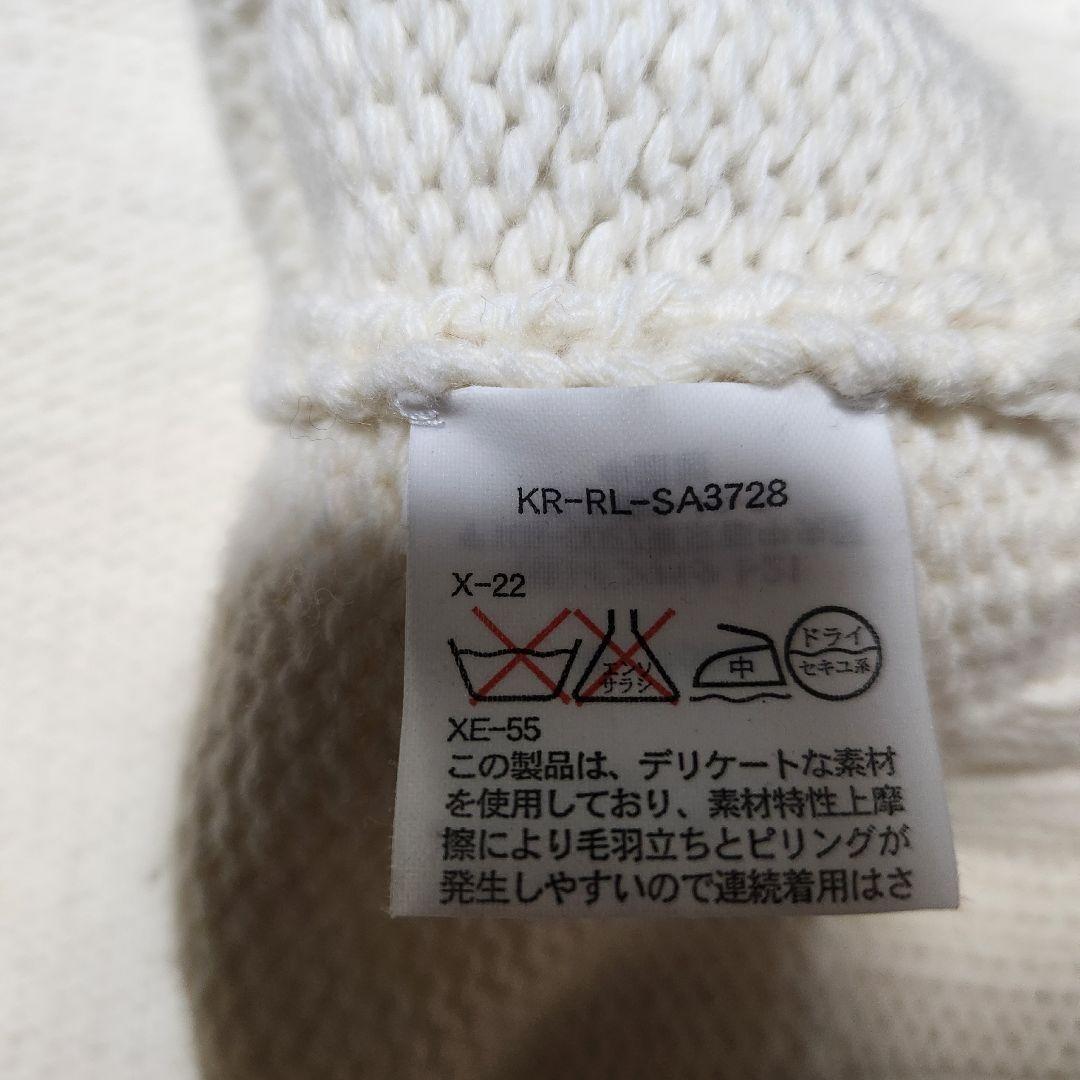 KR-RL-SA3728
X-22
エンソ
サラシ
中
ドライ
セキユ系
XE-55
この製品は、デリケートな素材
を使用しており、素材特性上摩
擦により毛羽立ちとピリングが
発生しやすいので連続着用はさ